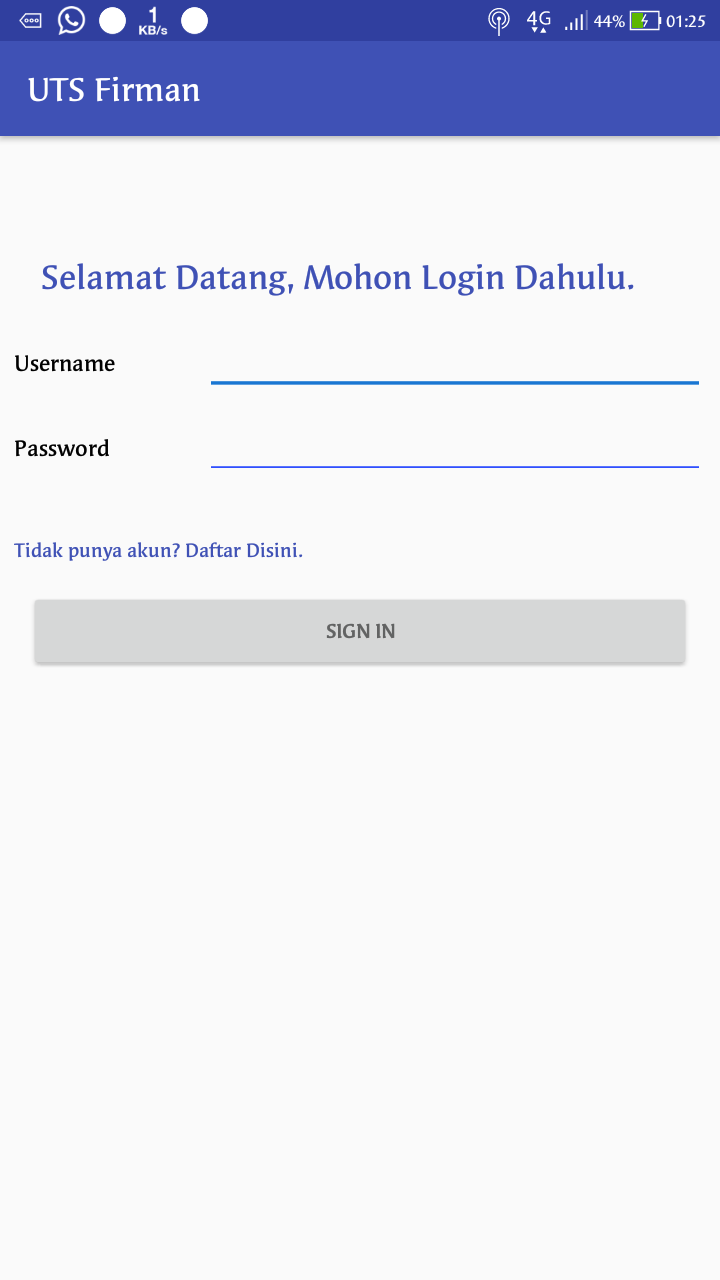 1
KB/s
4G
44%
01:25
UTS Firman
Selamat Datang, Mohon Login Dahulu.
Username
Password
Tidak punya akun? Daftar Disini.
SIGN IN